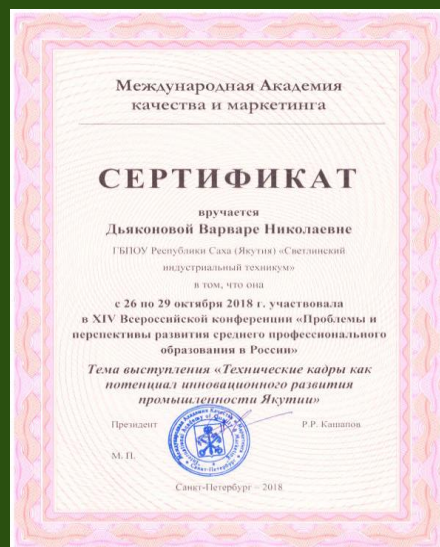 Международная Академия
качества и маркетинга
СЕРТИФИКАТ
вручается
Дьяконовой Варваре Николаевне
ГБПОУ Республики Саха (Якутия) «Светлинский
индустриальный техникум»
в том, что она
с 26 по 29 октября 2018 г. участвовала
в XIV Всероссийской конференции «Проблемы и
перспективы развития среднего профессионального
образования в России»
Тема выступления «Технические кадры как
потенциал инновационного развития
промышленности Якутии»
Президент Р.Р. Кашапов
М. П.
Санкт-Петербург – 2018